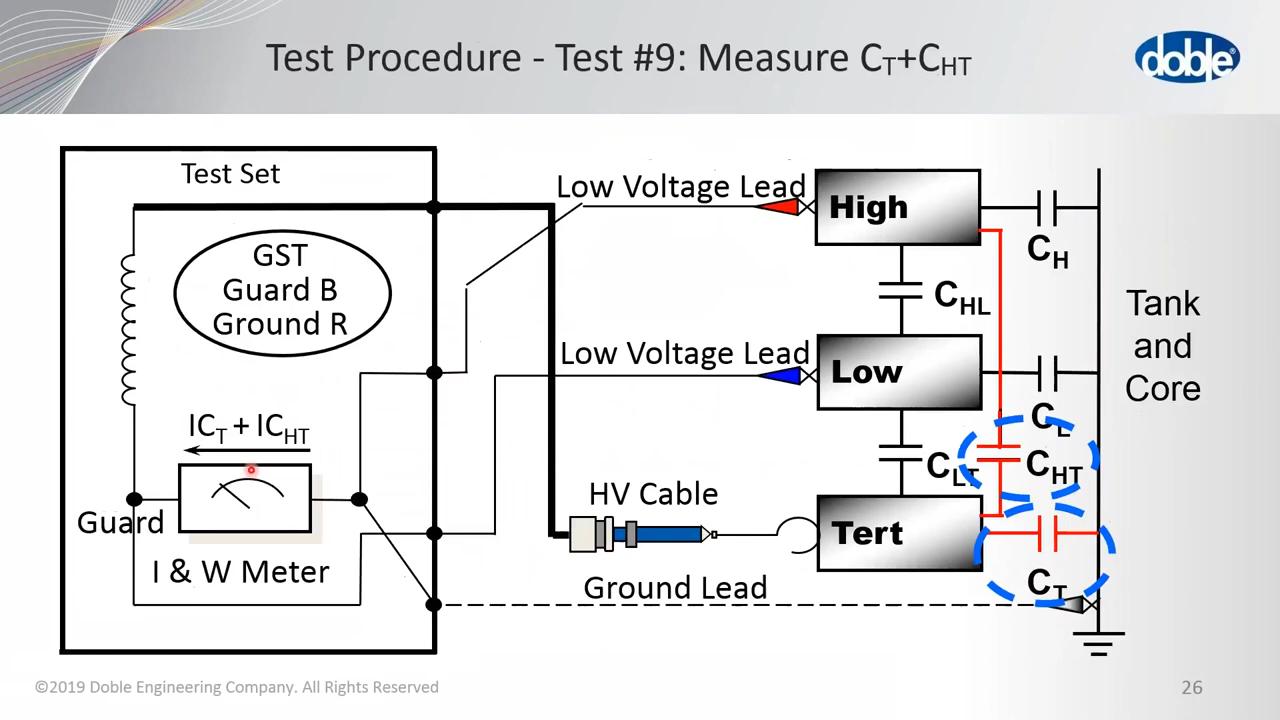 Test Procedure - Test #9: Measure CT+CHT
doble®
Test Set
GST
Guard B
Ground R
ICT + ICHT
Guard
I & W Meter
Low Voltage Lead
Low Voltage Lead
HV Cable
Ground Lead
High
Low
Tert
CH
CHL
CL
CLT
CHT
CT
Tank
and
Core
©2019 Doble Engineering Company. All Rights Reserved
26